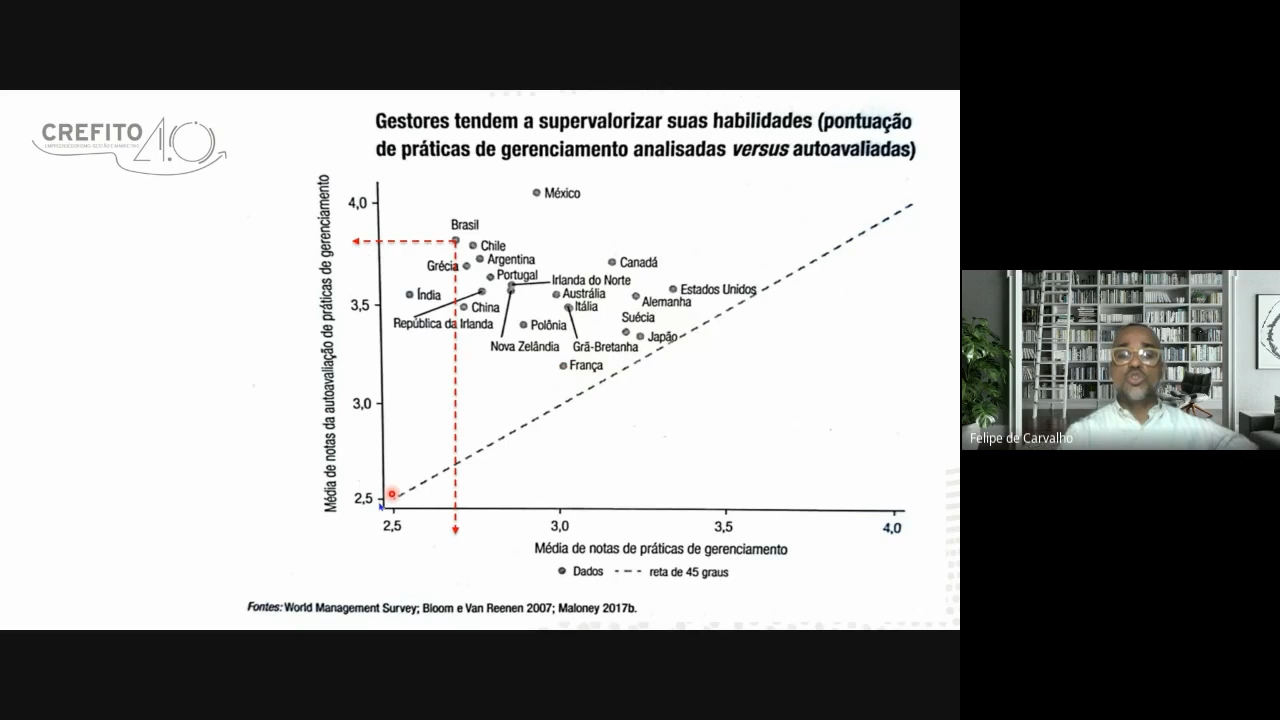 CREFITO 4.0
EMPREENDEDORISMO, GESTÃO E MARKETING
Gestores tendem a supervalorizar suas habilidades (pontuação
de práticas de gerenciamento analisadas versus autoavaliadas)
Média de notas da autoavaliação de práticas de gerenciamento
4,0
3,5
3,0
2,5
México
Brasil
Chile
Argentina
Grécia
Portugal
Canadá
Irlanda do Norte
Índia
Austrália
Estados Unidos
Alemanha
China
Itália
República da Irlanda
Polônia
Suécia
Japão
Nova Zelândia
Grã-Bretanha
França
2,5
3,0
3,5
4,0
Média de notas de práticas de gerenciamento
Dados
reta de 45 graus
Fontes: World Management Survey; Bloom e Van Reenen 2007; Maloney 2017b.
Felipe de Carvalho